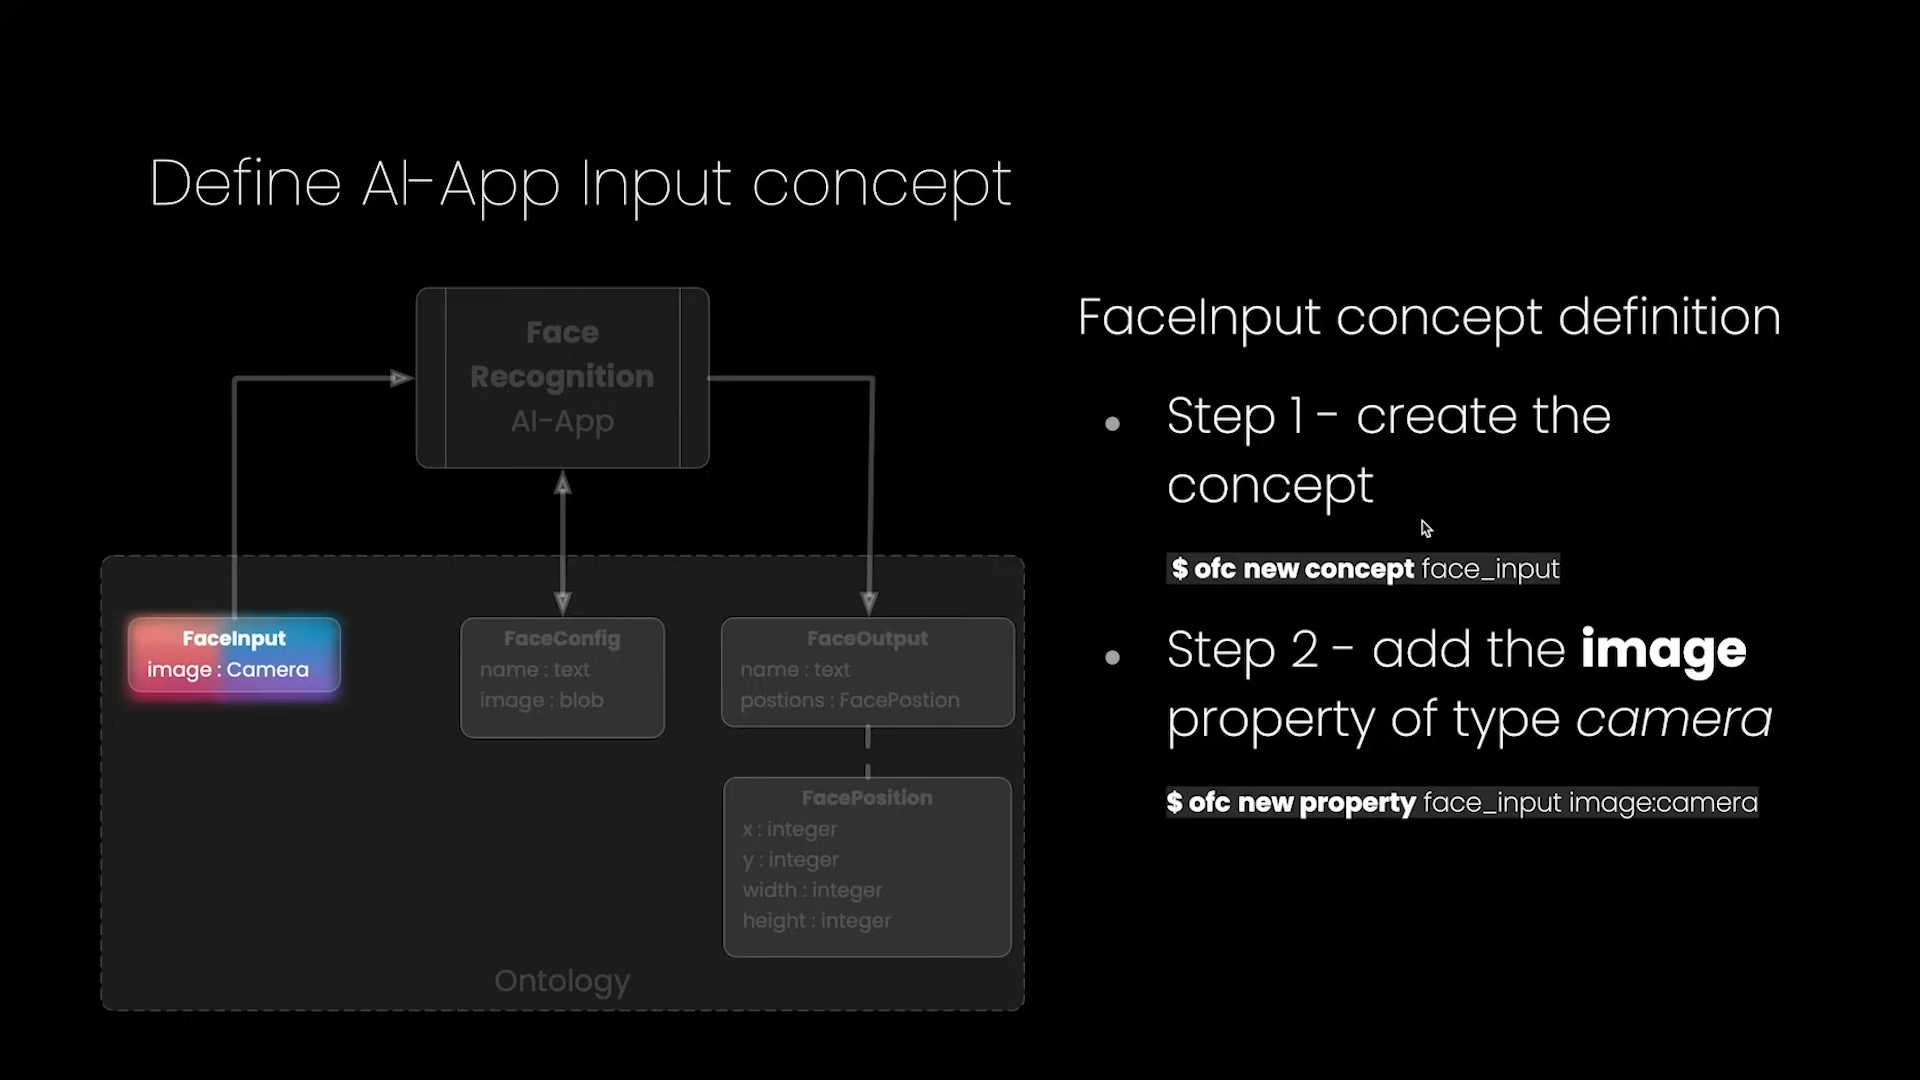 Define AI-App Input concept
Face
Recognition
AI-App
FaceInput
image : Camera
FaceConfig
name : text
image : blob
FaceOutput
name : text
postions : FacePostion
FacePosition
x : integer
y : integer
width : integer
height : integer
Ontology
FaceInput concept definition
• Step 1 - create the
concept
$ ofc new concept face_input
• Step 2 - add the image
property of type camera
$ ofc new property face_input image:camera